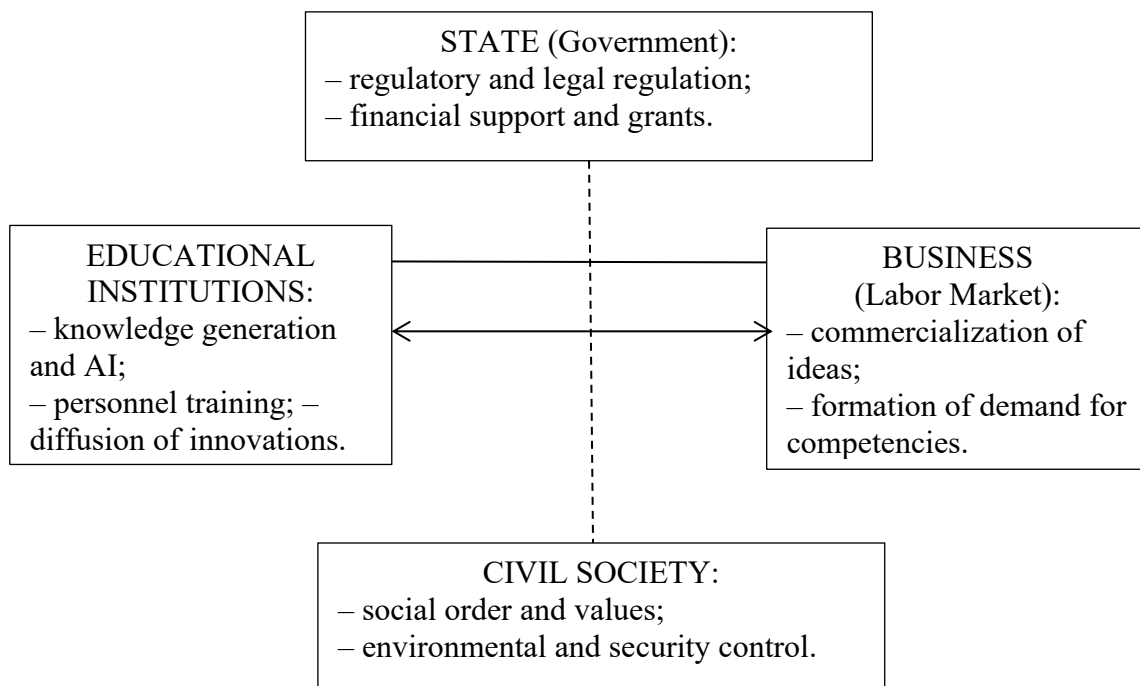 STATE (Government):
– regulatory and legal regulation;
– financial support and grants.
EDUCATIONAL
INSTITUTIONS:
– knowledge generation
and AI;
– personnel training; –
diffusion of innovations.
BUSINESS
(Labor Market):
– commercialization of
ideas;
– formation of demand for
competencies.
CIVIL SOCIETY:
– social order and values;
– environmental and security control.